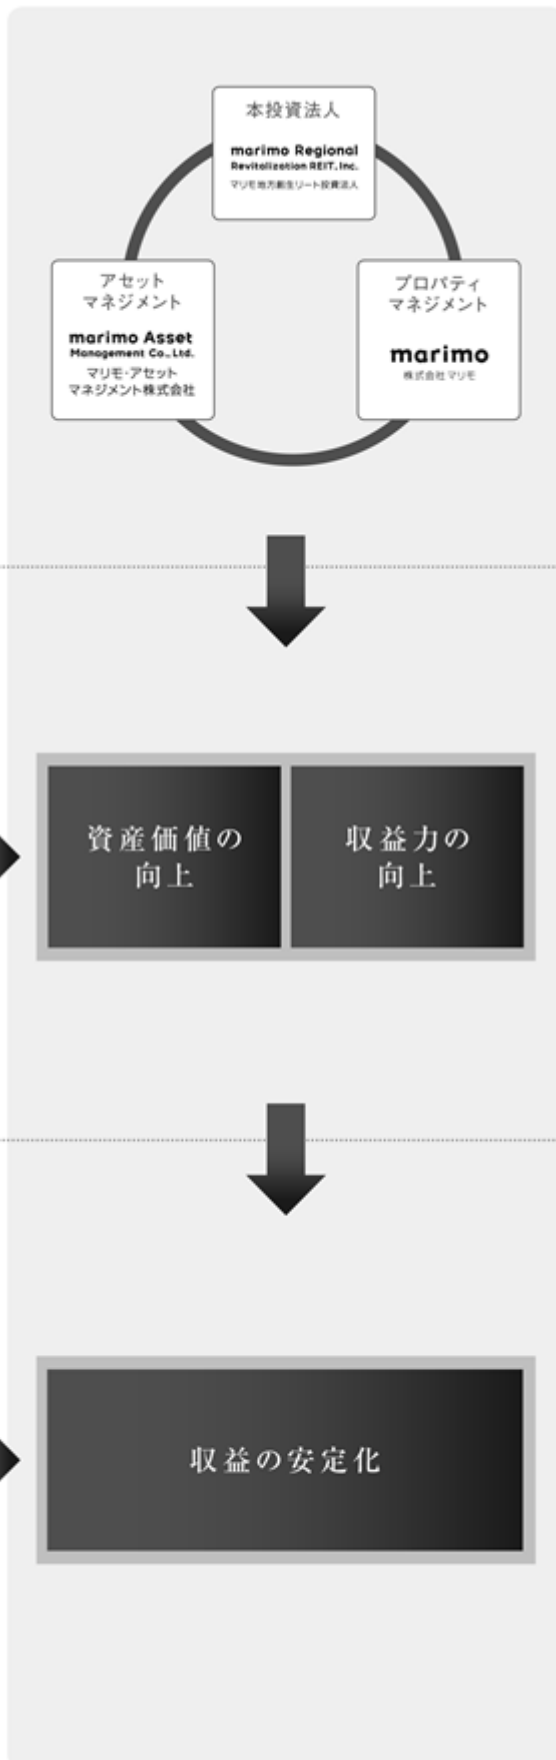 本投資法人
marimo Regional
Revitalization REIT, Inc.
マリモ地方創生リート投資法人
アセット
マネジメント
marimo Asset
Management Co., Ltd.
マリモ・アセット
マネジメント株式会社
プロパティ
マネジメント
marimo
株式会社マリモ
資産価値の
向上
収益力の
向上
収益の安定化